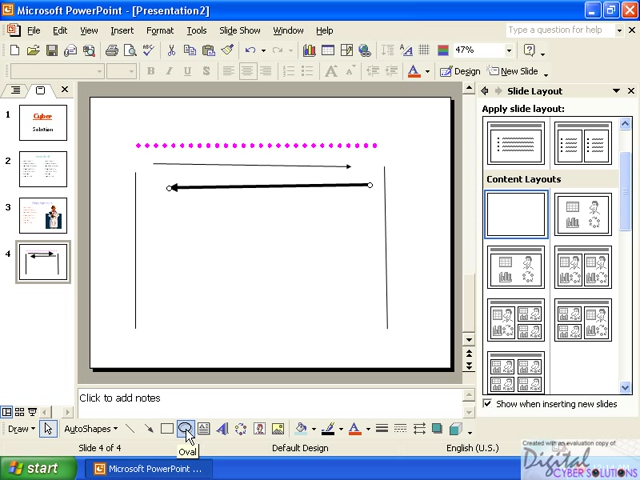 Microsoft PowerPoint - [Presentation2]
File Edit View Insert Format Tools Slide Show Window Help
Type a question for help
47%
B I U S
A Design New Slide
1
Cyber
Solution
2
3
4
Slide Layout
Apply slide layout:
Content Layouts
Show when inserting new slides
Click to add notes
Draw AutoShapes
Slide 4 of 4 Default Design English (U.S.)
Oval
Created with an evaluation copy of
Digital
CYBER SOLUTIONS
start Microsoft PowerPoint ...